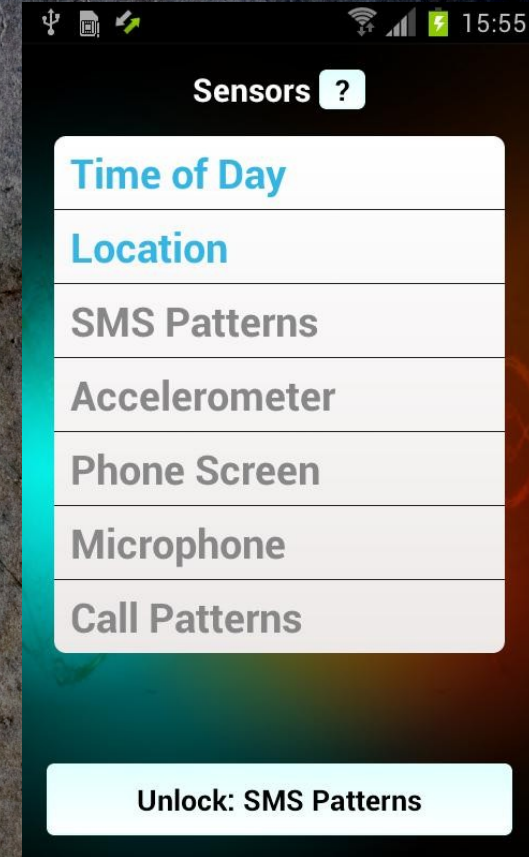 15:55
Sensors ?
Time of Day
Location
SMS Patterns
Accelerometer
Phone Screen
Microphone
Call Patterns
Unlock: SMS Patterns